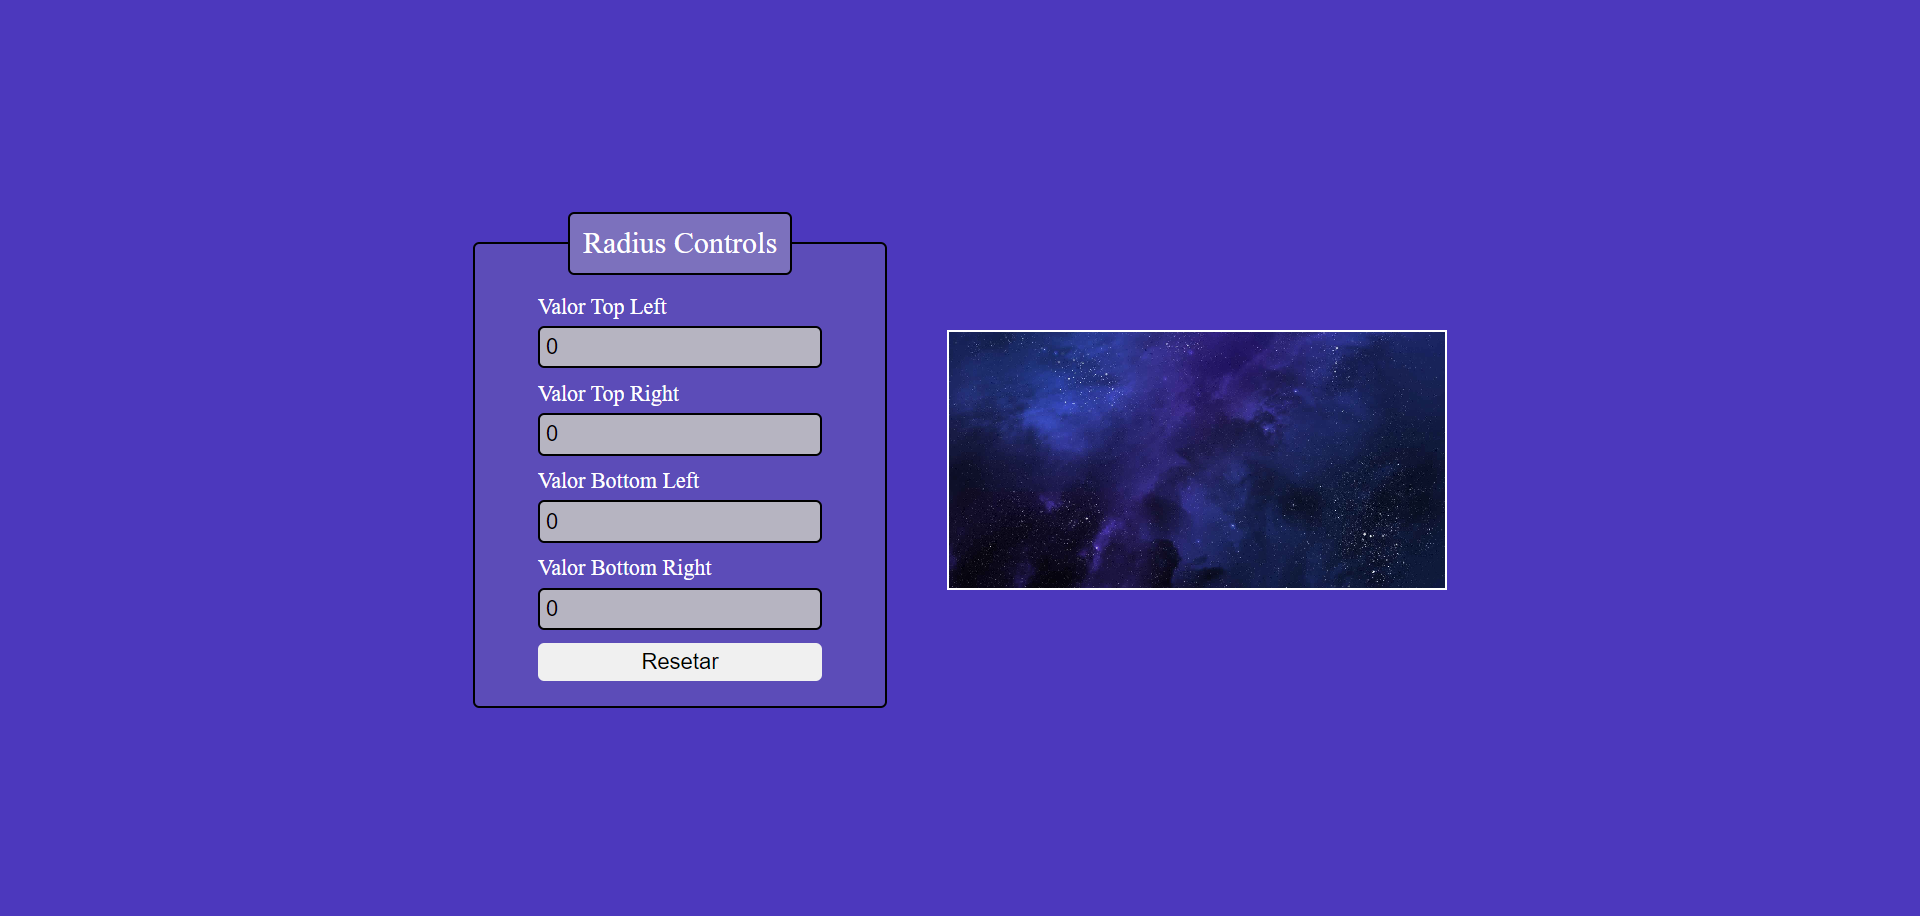 Radius Controls
Valor Top Left
0
Valor Top Right
0
Valor Bottom Left
0
Valor Bottom Right
0
Resetar